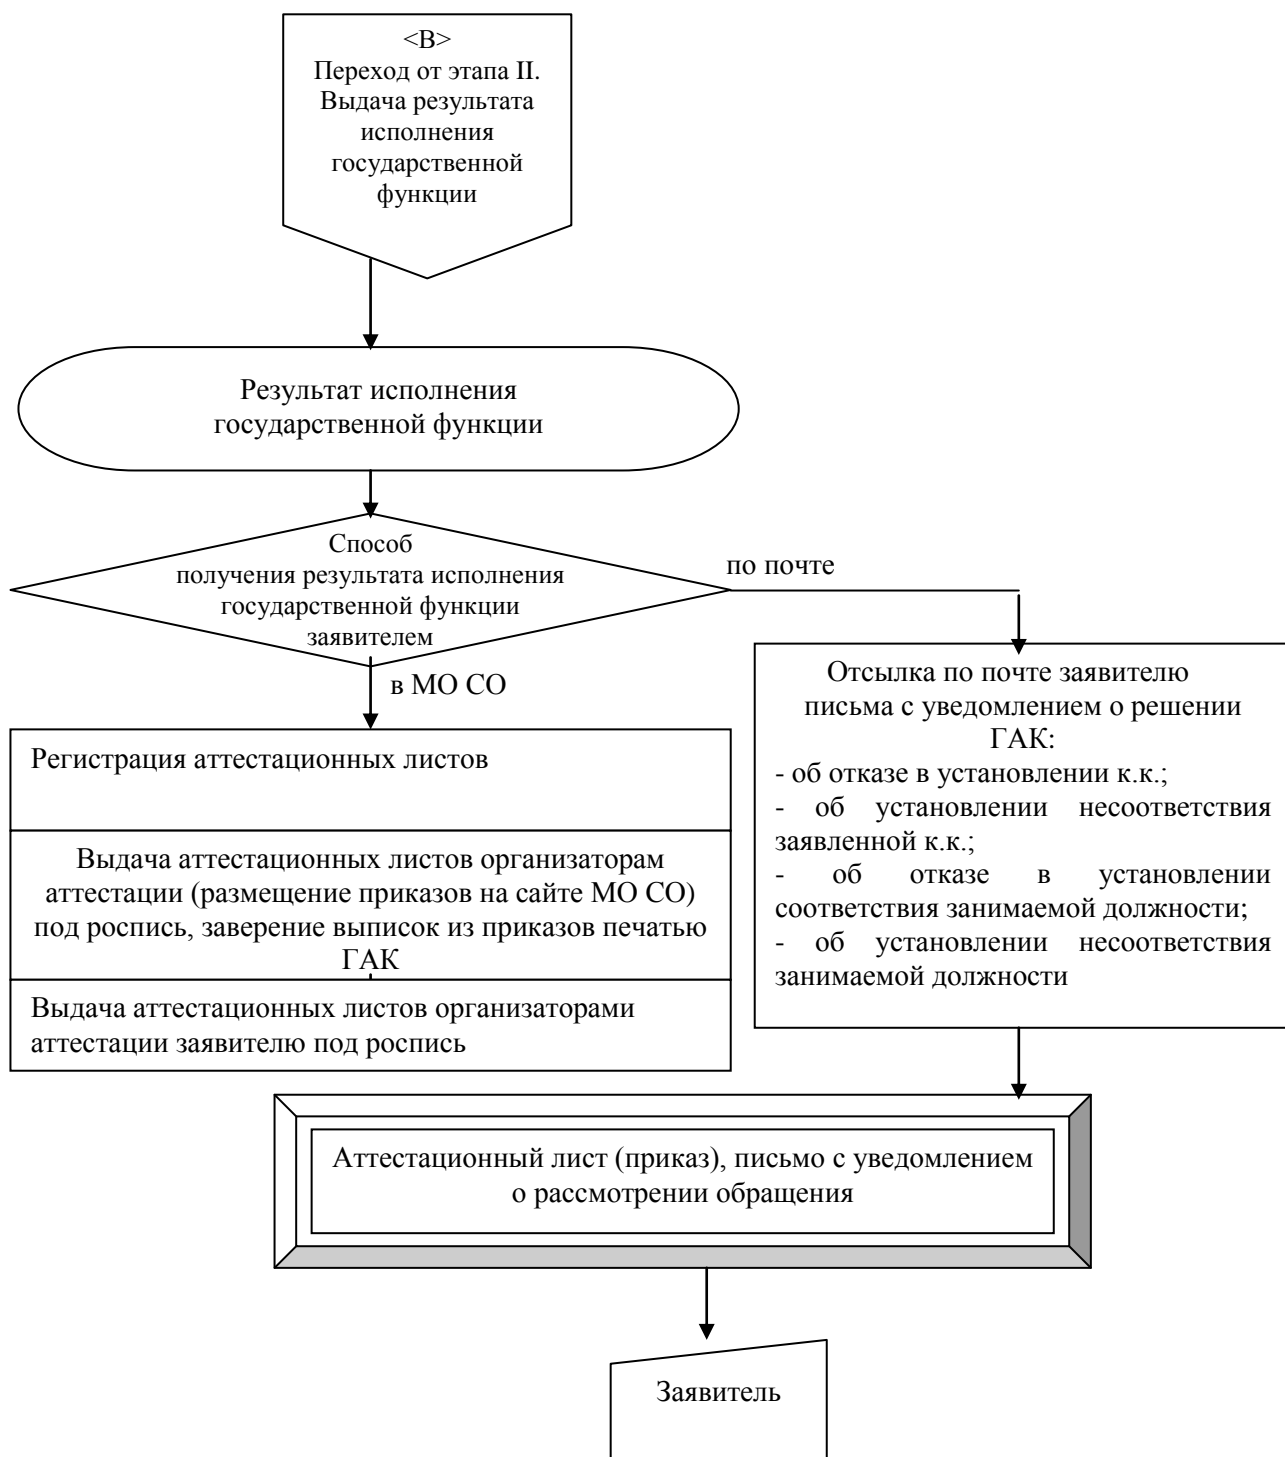 <В>
Переход от этапа II.
Выдача результата
исполнения
государственной
функции
Результат исполнения
государственной функции
Способ
получения результата исполнения
государственной функции
заявителем
по почте
в МО СО
Регистрация аттестационных листов
Выдача аттестационных листов организаторам
аттестации (размещение приказов на сайте МО СО)
под роспись, заверение выписок из приказов печатью
ГАК
Выдача аттестационных листов организаторами
аттестации заявителю под роспись
Отсылка по почте заявителю
письма с уведомлением о решении
ГАК:
- об отказе в установлении к.к.;
- об установлении несоответствия
заявленной к.к.;
- об отказе в установлении
соответствия занимаемой должности;
- об установлении несоответствия
занимаемой должности
Аттестационный лист (приказ), письмо с уведомлением
о рассмотрении обращения
Заявитель